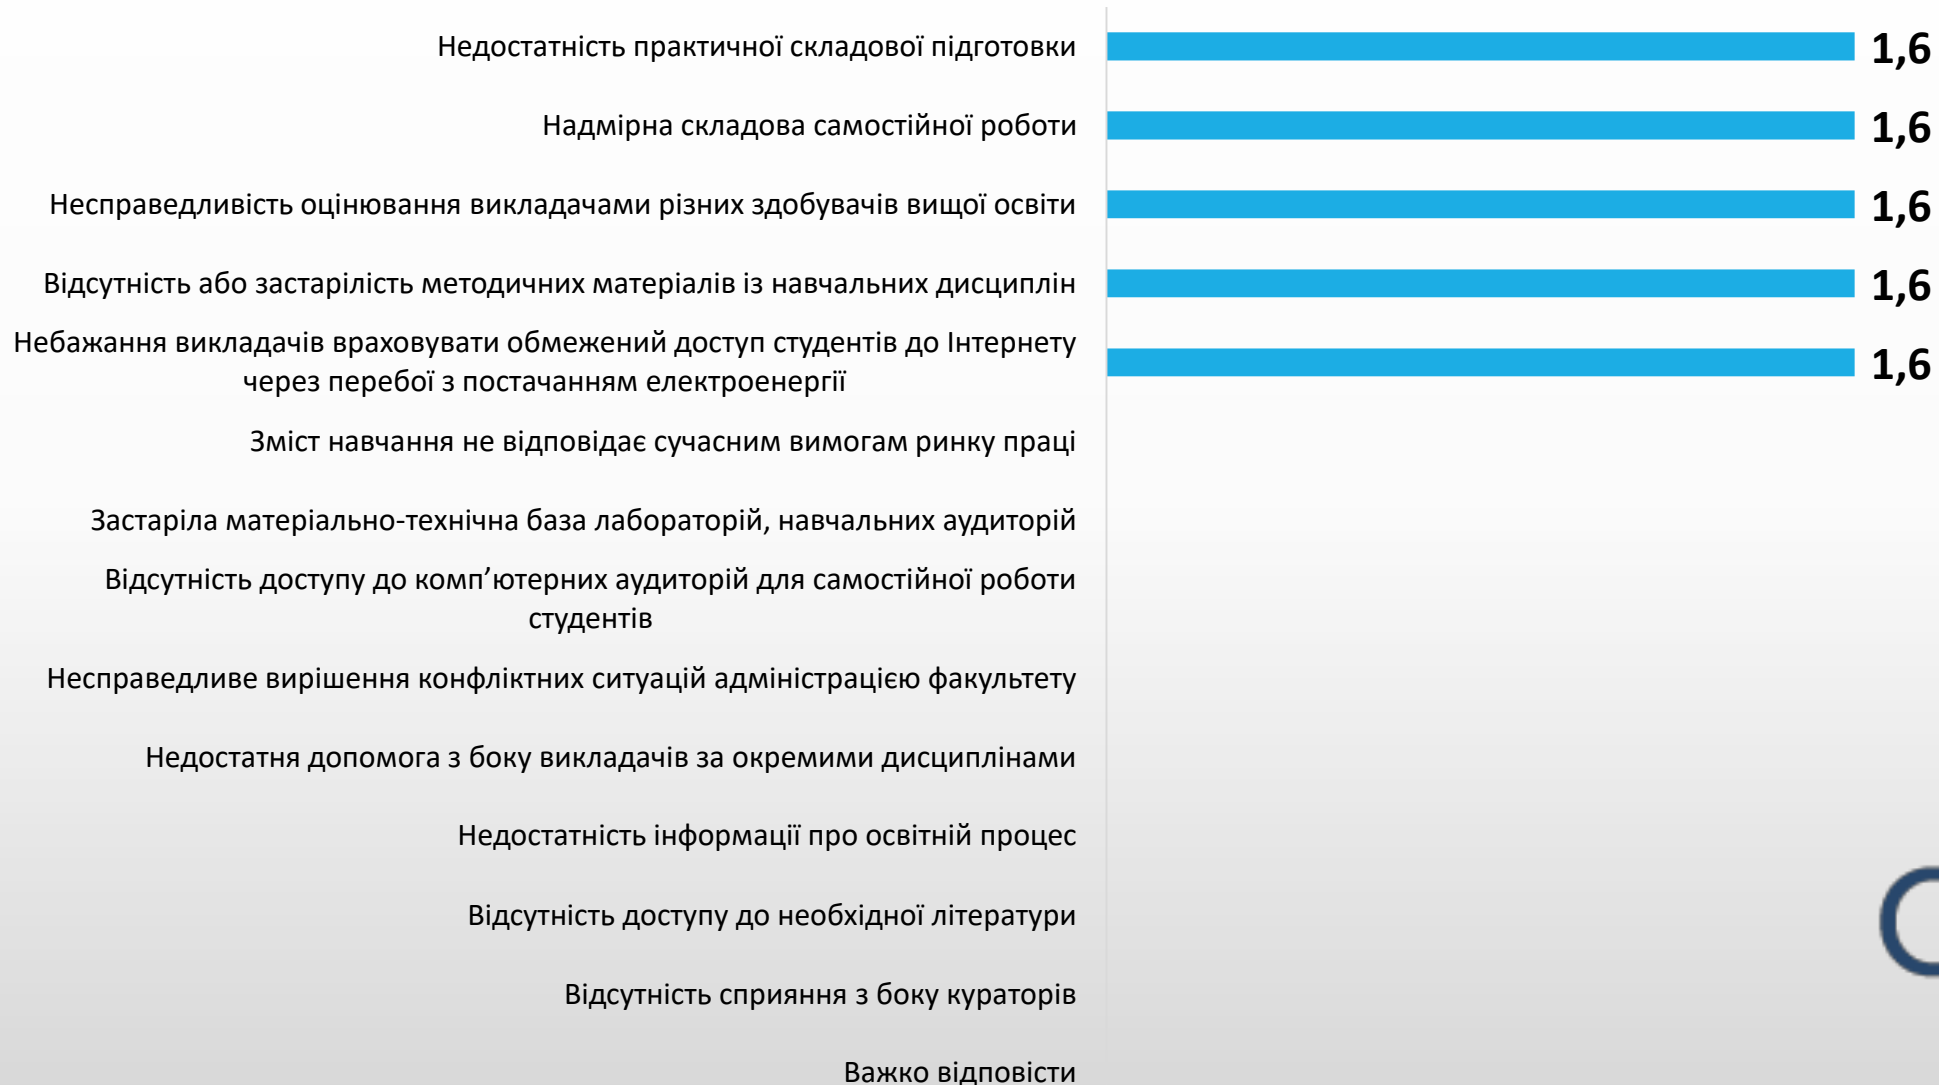 Недостатність практичної складової підготовки 1,6
Надмірна складова самостійної роботи 1,6
Несправедливість оцінювання викладачами різних здобувачів вищої освіти 1,6
Відсутність або застарілість методичних матеріалів із навчальних дисциплін 1,6
Небажання викладачів враховувати обмежений доступ студентів до Інтернету
через перебої з постачанням електроенергії 1,6
Зміст навчання не відповідає сучасним вимогам ринку праці
Застаріла матеріально-технічна база лабораторій, навчальних аудиторій
Відсутність доступу до комп’ютерних аудиторій для самостійної роботи
студентів
Несправедливе вирішення конфліктних ситуацій адміністрацією факультету
Недостатня допомога з боку викладачів за окремими дисциплінами
Недостатність інформації про освітній процес
Відсутність доступу до необхідної літератури
Відсутність сприяння з боку кураторів
Важко відповісти